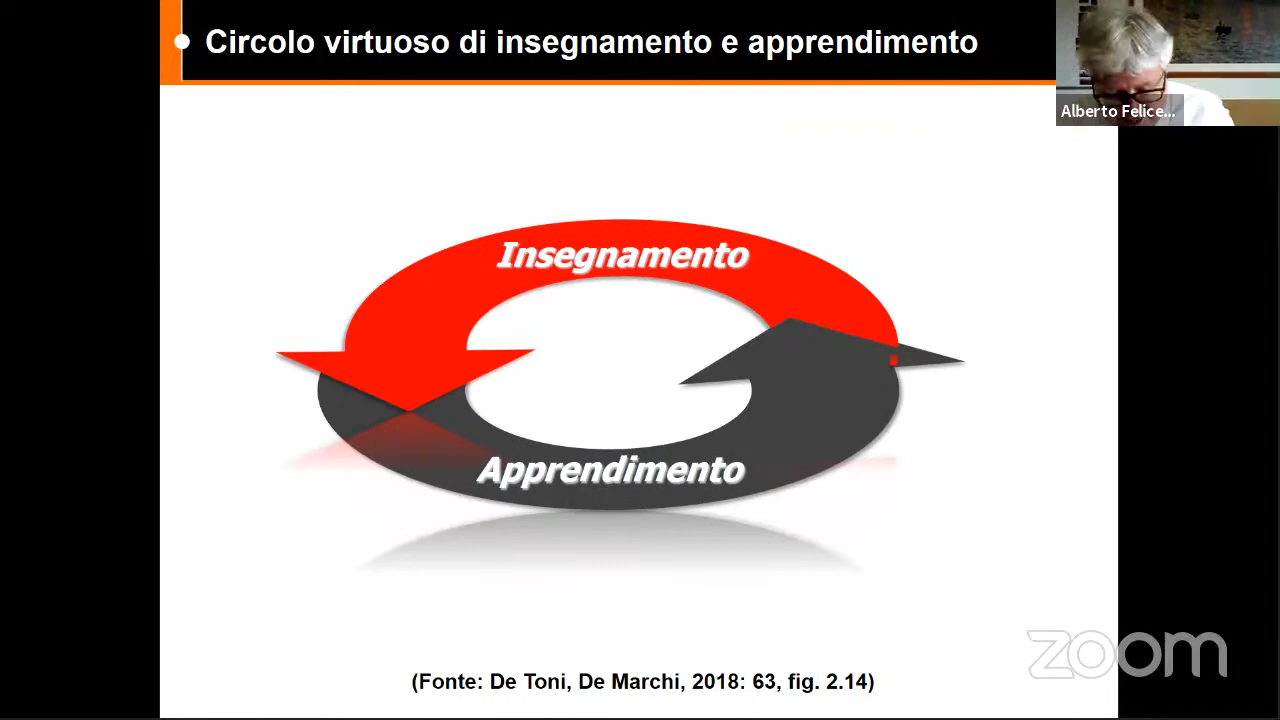 Circolo virtuoso di insegnamento e apprendimento
Alberto Felice...
Insegnamento
Apprendimento
zoom
(Fonte: De Toni, De Marchi, 2018: 63, fig. 2.14)